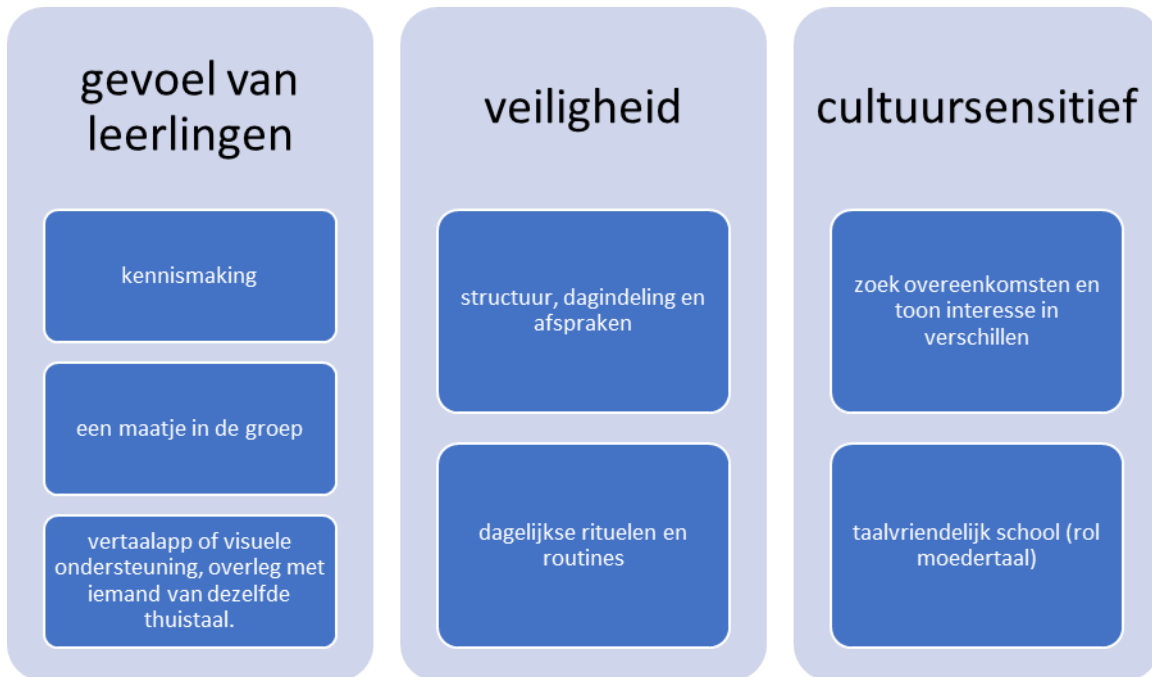 gevoel van
leerlingen
kennismaking
een maatje in de groep
vertaalapp of visuele
ondersteuning, overleg met
iemand van dezelfde
thuistaal.
veiligheid
structuur, dagindeling en
afspraken
dagelijkse rituelen en
routines
cultuursensitief
zoek overeenkomsten en
toon interesse in
verschillen
taalvriendelijk school (rol
moedertaal)